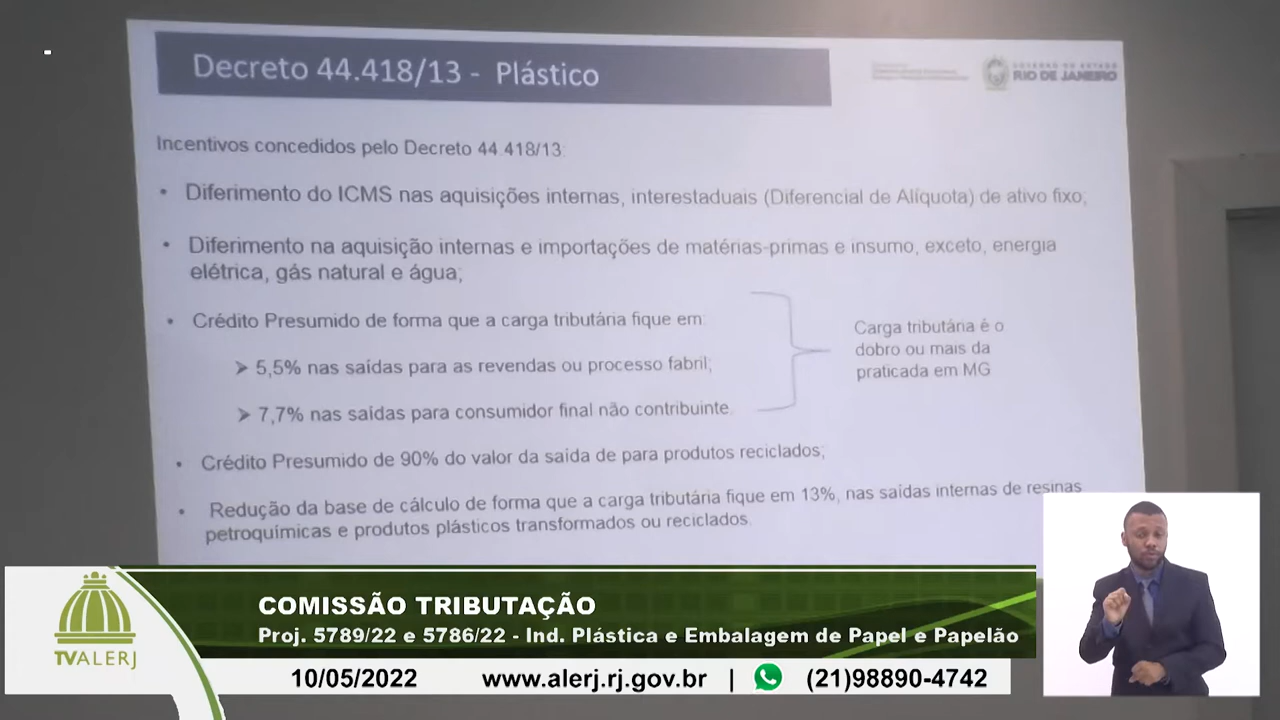 Decreto 44.418/13 - Plástico
GOVERNO DO ESTADO
RIO DE JANEIRO
Incentivos concedidos pelo Decreto 44.418/13:
• Diferimento do ICMS nas aquisições internas, interestaduais (Diferencial de Alíquota) de ativo fixo;
• Diferimento na aquisição internas e importações de matérias-primas e insumo, exceto, energia
elétrica, gás natural e água;
• Crédito Presumido de forma que a carga tributária fique em:
➢ 5,5% nas saídas para as revendas ou processo fabril;
➢ 7,7% nas saídas para consumidor final não contribuinte.
Carga tributária é o
dobro ou mais da
praticada em MG
• Crédito Presumido de 90% do valor da saída de para produtos reciclados;
• Redução da base de cálculo de forma que a carga tributária fique em 13%, nas saídas internas de resinas
petroquímicas e produtos plásticos transformados ou reciclados.
COMISSÃO TRIBUTAÇÃO
Proj. 5789/22 e 5786/22 - Ind. Plástica e Embalagem de Papel e Papelão
TVALERJ
10/05/2022 www.alerj.rj.gov.br | (21)98890-4742